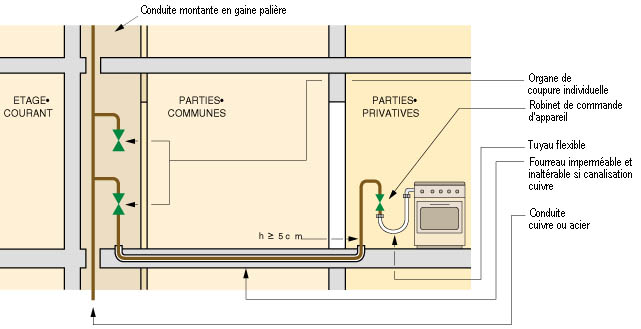 Conduite montante en gaine palière
ETAGE•
COURANT
PARTIES•
COMMUNES
PARTIES•
PRIVATIVES
Organe de
coupure individuelle
Robinet de commande
d'appareil
Tuyau flexible
Fourreau imperméable et
inaltérable si canalisation
cuivre
h ≥ 5 c m
Conduite
cuivre ou acier